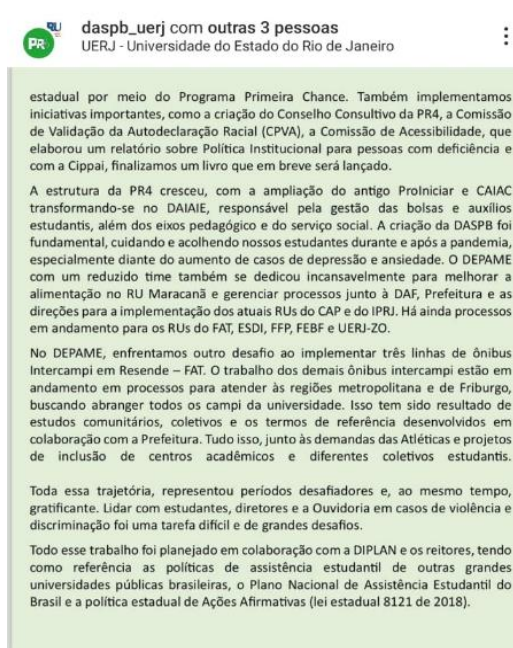 RU
PR4
daspb_uerj com outras 3 pessoas
UERJ - Universidade do Estado do Rio de Janeiro
estadual por meio do Programa Primeira Chance. Também implementamos
iniciativas importantes, como a criação do Conselho Consultivo da PR4, a Comissão
de Validação da Autodeclaração Racial (CPVA), a Comissão de Acessibilidade, que
elaborou um relatório sobre Política Institucional para pessoas com deficiência e
com a Cippai, finalizamos um livro que em breve será lançado.
A estrutura da PR4 cresceu, com a ampliação do antigo ProIniciar e CAIAC
transformando-se no DAIAIE, responsável pela gestão das bolsas e auxílios
estudantis, além dos eixos pedagógico e do serviço social. A criação da DASPB foi
fundamental, cuidando e acolhendo nossos estudantes durante e após a pandemia,
especialmente diante do aumento de casos de depressão e ansiedade. O DEPAME
com um reduzido time também se dedicou incansavelmente para melhorar a
alimentação no RU Maracanã e gerenciar processos junto à DAF, Prefeitura e as
direções para a implementação dos atuais RUs do CAP e do IPRJ. Há ainda processos
em andamento para os RUs do FAT, ESDI, FFP, FEBF e UERJ-ZO.
No DEPAME, enfrentamos outro desafio ao implementar três linhas de ônibus
Intercampi em Resende – FAT. O trabalho dos demais ônibus intercampi estão em
andamento em processos para atender às regiões metropolitana e de Friburgo,
buscando abranger todos os campi da universidade. Isso tem sido resultado de
estudos comunitários, coletivos e os termos de referência desenvolvidos em
colaboração com a Prefeitura. Tudo isso, junto às demandas das Atléticas e projetos
de inclusão de centros acadêmicos e diferentes coletivos estudantis.
Toda essa trajetória, representou períodos desafiadores e, ao mesmo tempo,
gratificante. Lidar com estudantes, diretores e a Ouvidoria em casos de violência e
discriminação foi uma tarefa difícil e de grandes desafios.
Todo esse trabalho foi planejado em colaboração com a DIPLAN e os reitores, tendo
como referência as políticas de assistência estudantil de outras grandes
universidades públicas brasileiras, o Plano Nacional de Assistência Estudantil do
Brasil e a política estadual de Ações Afirmativas (lei estadual 8121 de 2018).